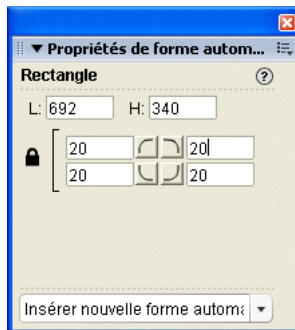 Propriétés de forme autom...
Rectangle
L: 692 H: 340
20 20
20 20
Insérer nouvelle forme automa